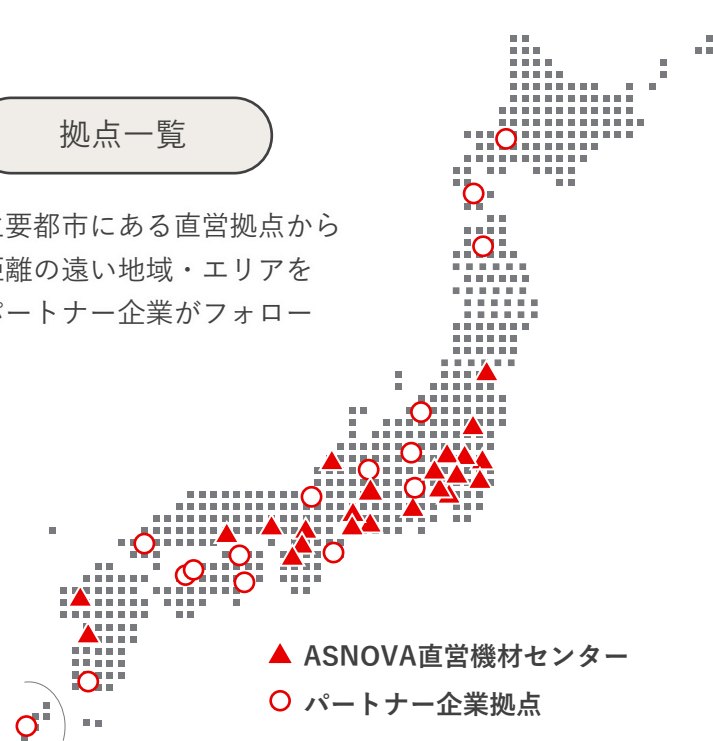 拠点一覧
主要都市にある直営拠点から
距離の遠い地域・エリアを
パートナー企業がフォロー
ASNOVA直営機材センター
パートナー企業拠点